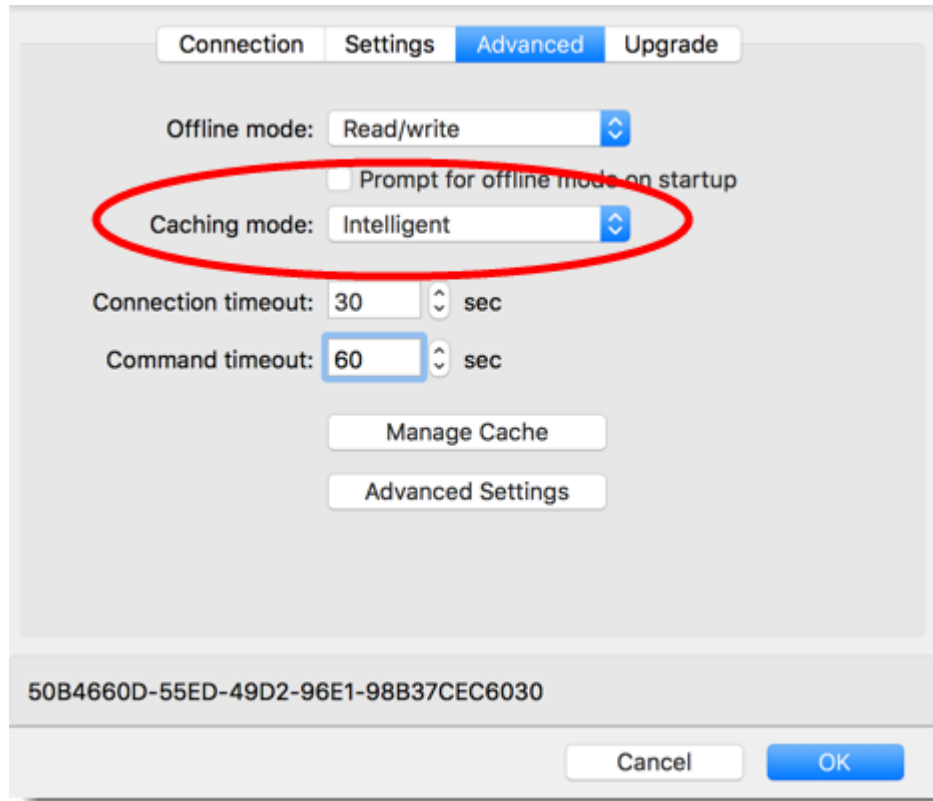 Connection Settings Advanced Upgrade
Offline mode: Read/write
Prompt for offline mode on startup
Caching mode: Intelligent
Connection timeout: 30 sec
Command timeout: 60 sec
Manage Cache
Advanced Settings
50B4660D-55ED-49D2-96E1-98B37CEC6030
Cancel OK